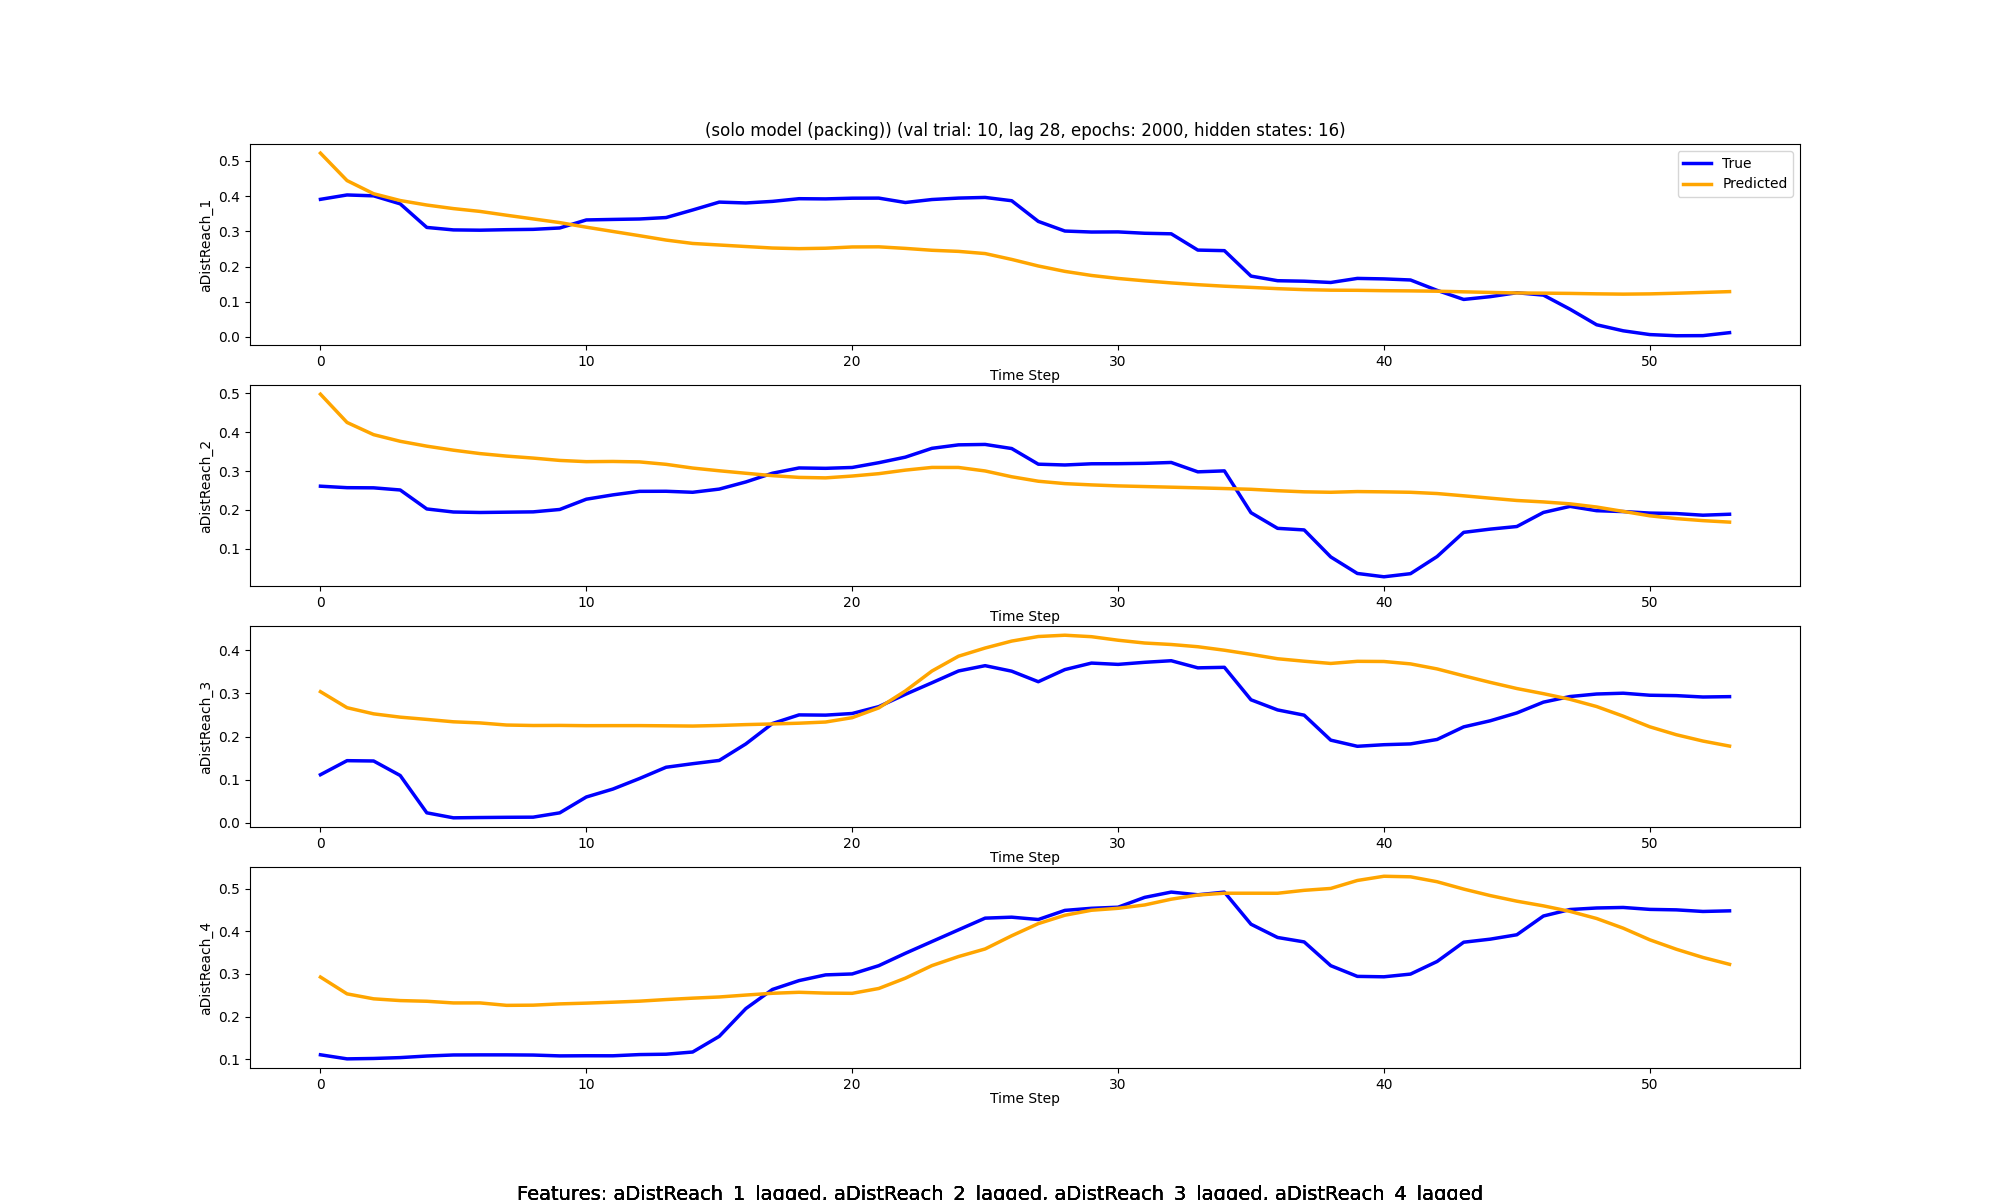 (solo model (packing)) (val trial: 10, lag 28, epochs: 2000, hidden states: 16)
True
Predicted
aDistReach_1
0.5
0.4
0.3
0.2
0.1
0.0
0 10 20 30 40 50
Time Step
aDistReach_2
0.5
0.4
0.3
0.2
0.1
0 10 20 30 40 50
Time Step
aDistReach_3
0.4
0.3
0.2
0.1
0.0
0 10 20 30 40 50
Time Step
aDistReach_4
0.5
0.4
0.3
0.2
0.1
0 10 20 30 40 50
Time Step
Features: aDistReach_1_lagged, aDistReach_2_lagged, aDistReach_3_lagged, aDistReach_4_lagged